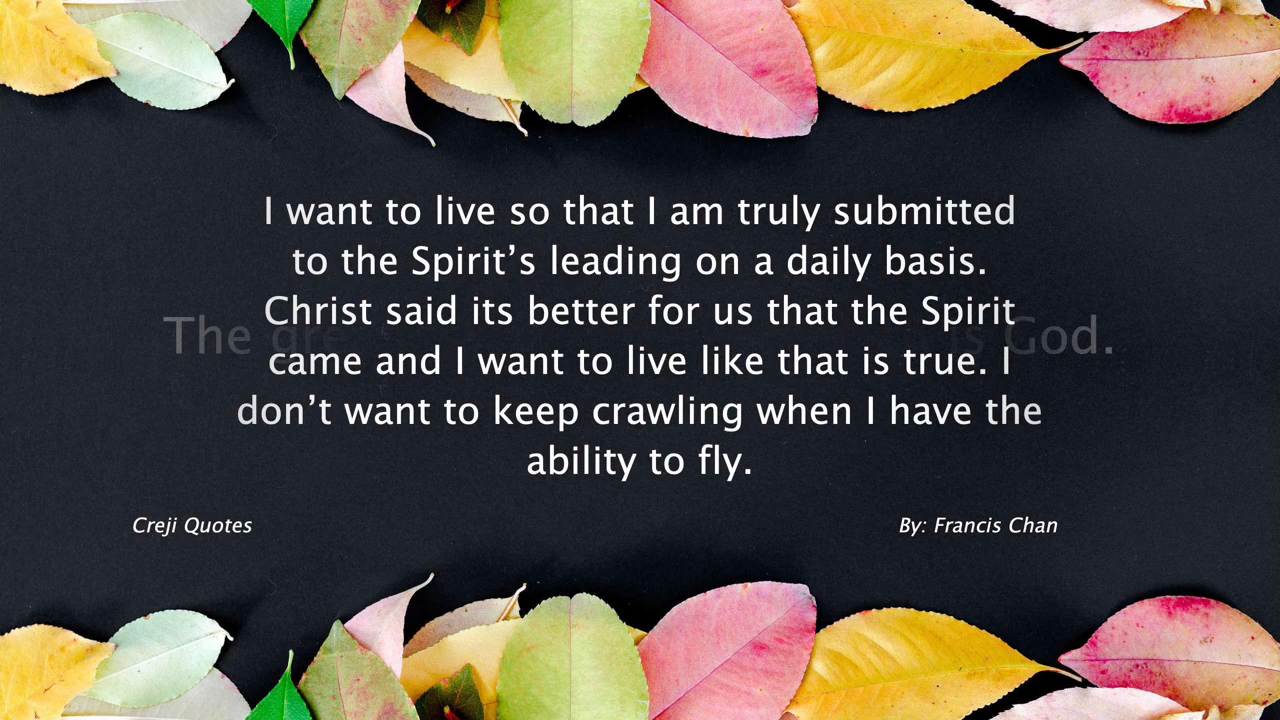 I want to live so that I am truly submitted
to the Spirit’s leading on a daily basis.
Christ said its better for us that the Spirit
came and I want to live like that is true. I
don’t want to keep crawling when I have the
ability to fly.
The
God.
Creji Quotes
By: Francis Chan